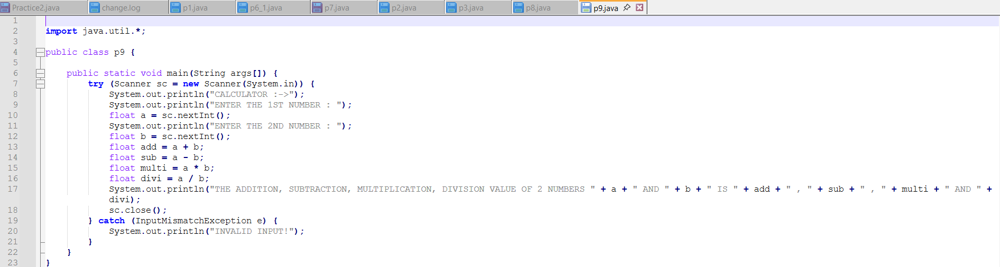 Practice2.java change.log p1.java p6_1.java p7.java p2.java p3.java p8.java p9.java
1
2 import java.util.*;
3
4 public class p9 {
5
6 public static void main(String args[]) {
7 try (Scanner sc = new Scanner(System.in)) {
8 System.out.println("CALCULATOR :->");
9 System.out.println("ENTER THE 1ST NUMBER : ");
10 float a = sc.nextInt();
11 System.out.println("ENTER THE 2ND NUMBER : ");
12 float b = sc.nextInt();
13 float add = a + b;
14 float sub = a - b;
15 float multi = a * b;
16 float divi = a / b;
17 System.out.println("THE ADDITION, SUBTRACTION, MULTIPLICATION, DIVISION VALUE OF 2 NUMBERS " + a + " AND " + b + " IS " + add + " , " + sub + " , " + multi + " AND " +
divi);
18 sc.close();
19 } catch (InputMismatchException e) {
20 System.out.println("INVALID INPUT!");
21 }
22 }
23 }